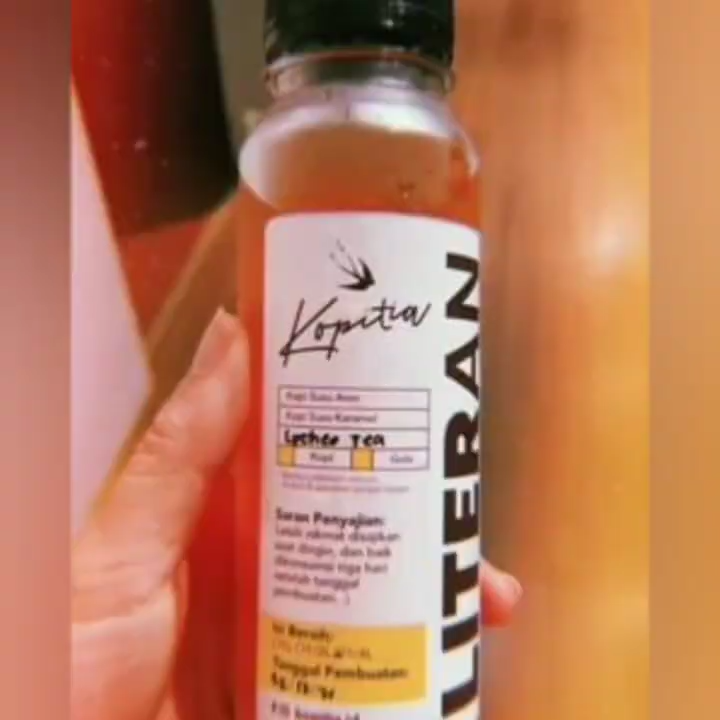 Kopitia
LITERAN
Kopi Susu Aren
Kopi Susu Karamel
Lychee Tea
Kopi
Gula
Saran Penyajian:
Lebih nikmat disajikan
saat dingin, dan baik
dikonsumsi tiga hari
setelah tanggal
pembuatan. :)
Isi Bersih:
Tanggal Pembuatan: